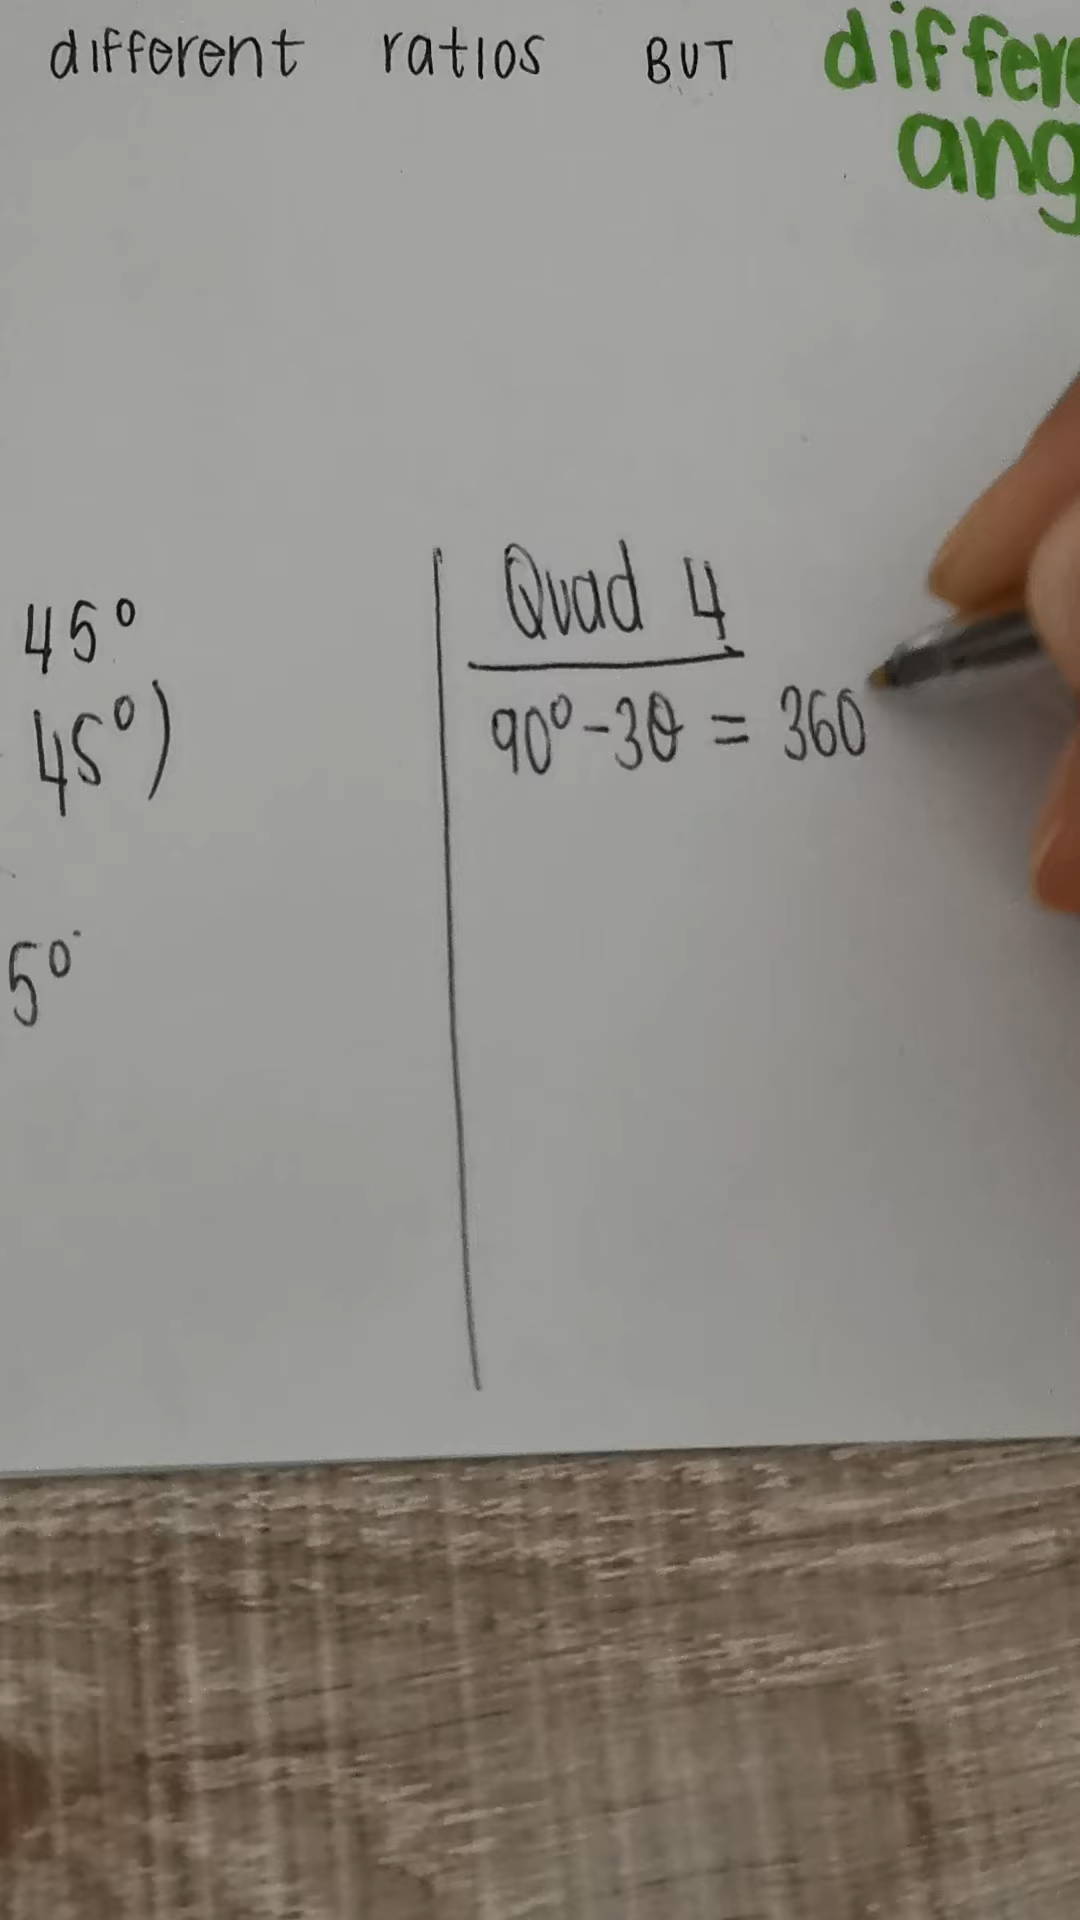 different ratios BUT
45°
45°)
5°
Quad 4
90° - 3θ = 360